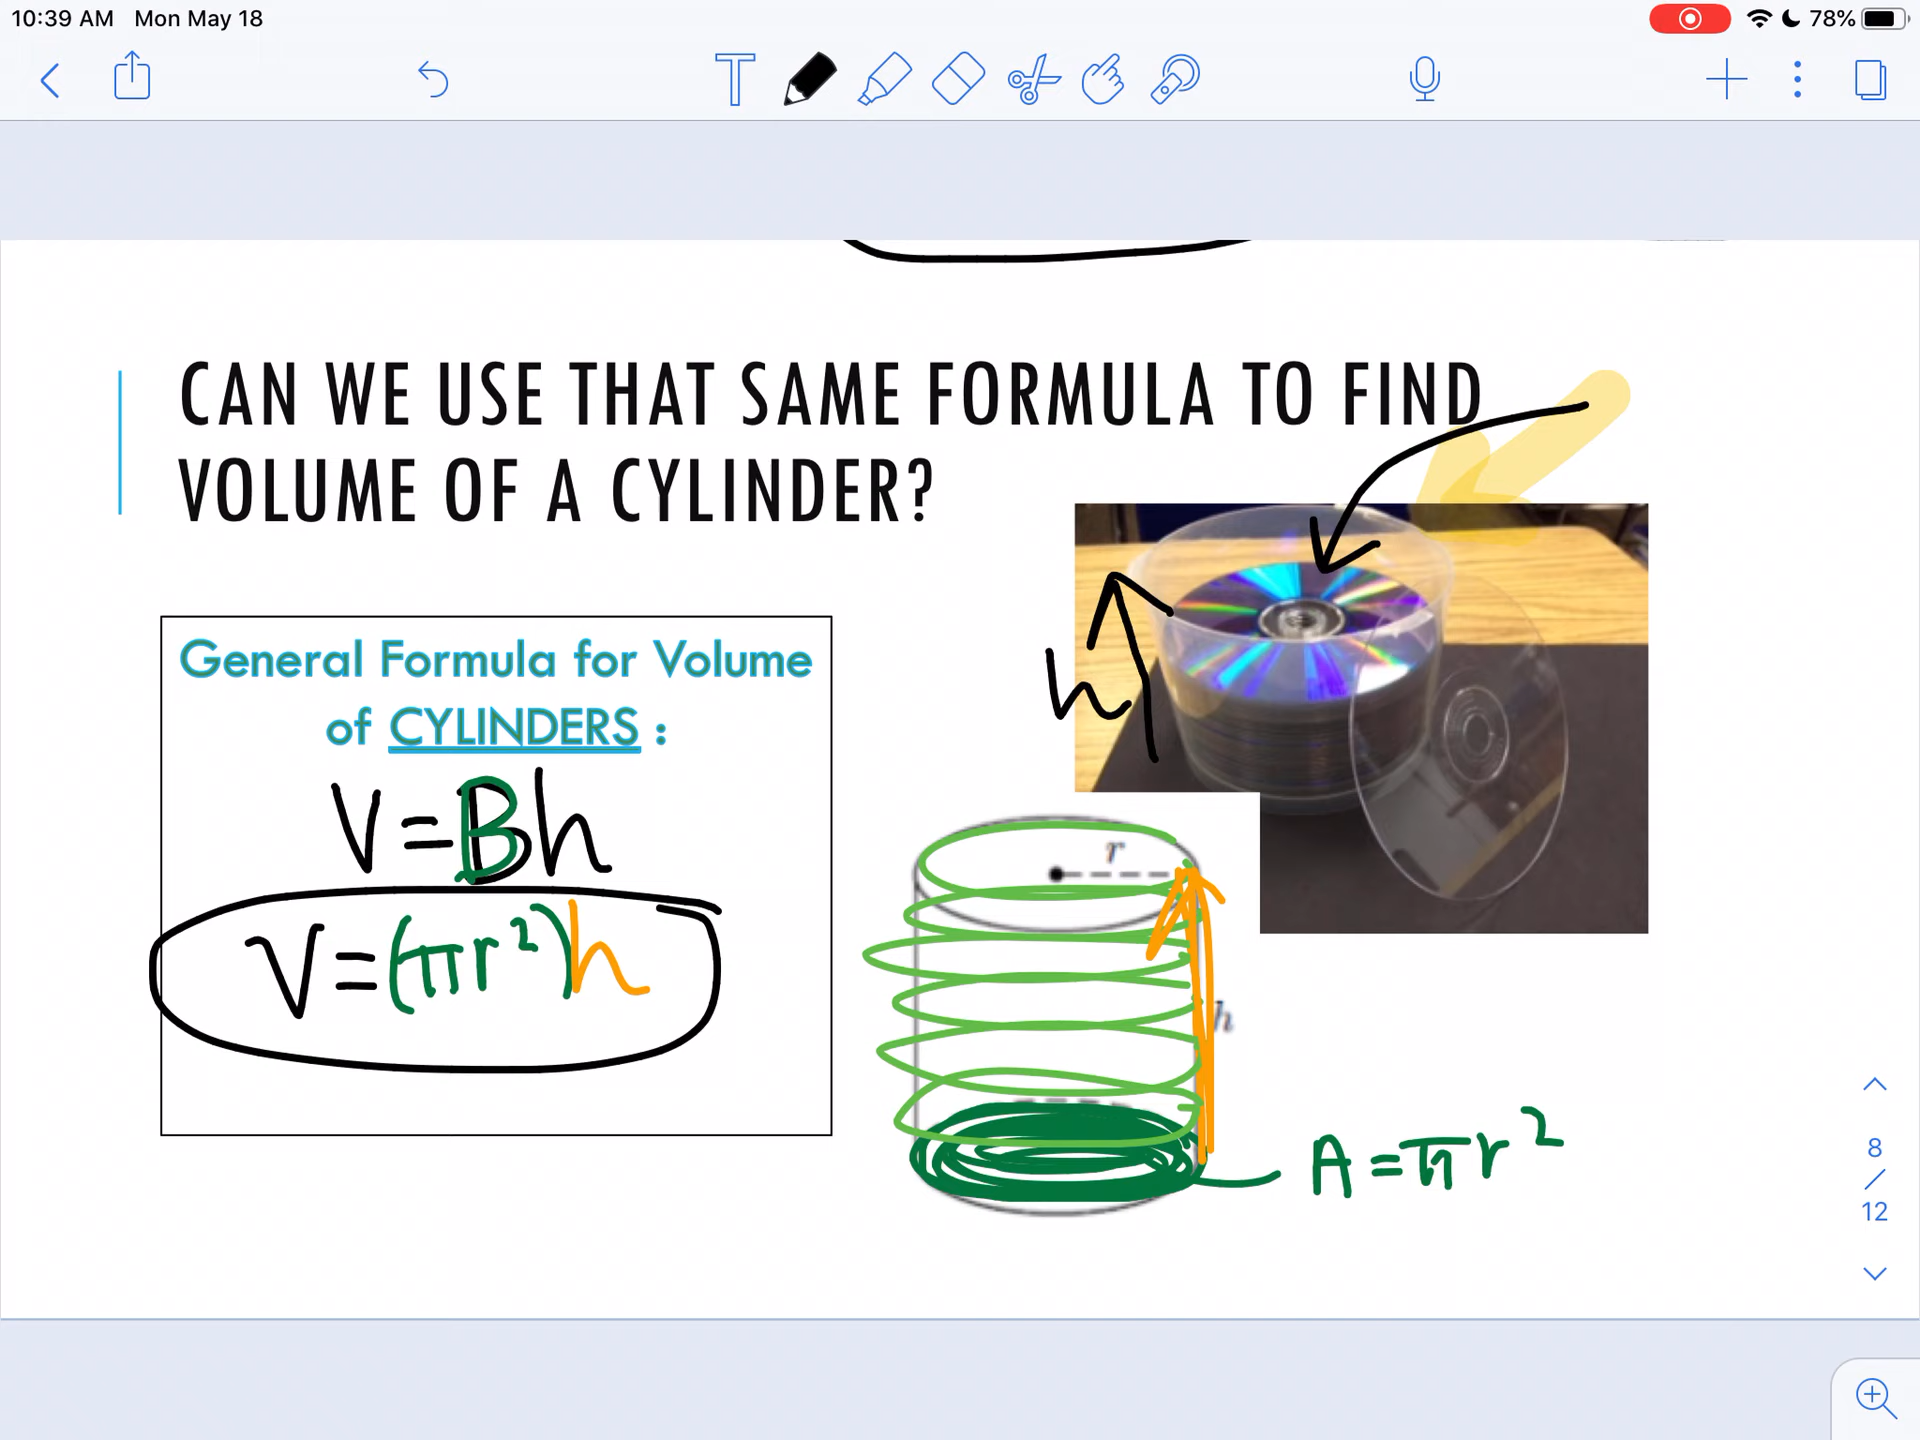 10:39 AM Mon May 18
78%
T
CAN WE USE THAT SAME FORMULA TO FIND
VOLUME OF A CYLINDER?
General Formula for Volume
of CYLINDERS :
V=Bh
V=(πr²)h
h
r
h
A=πr²
8
/
12